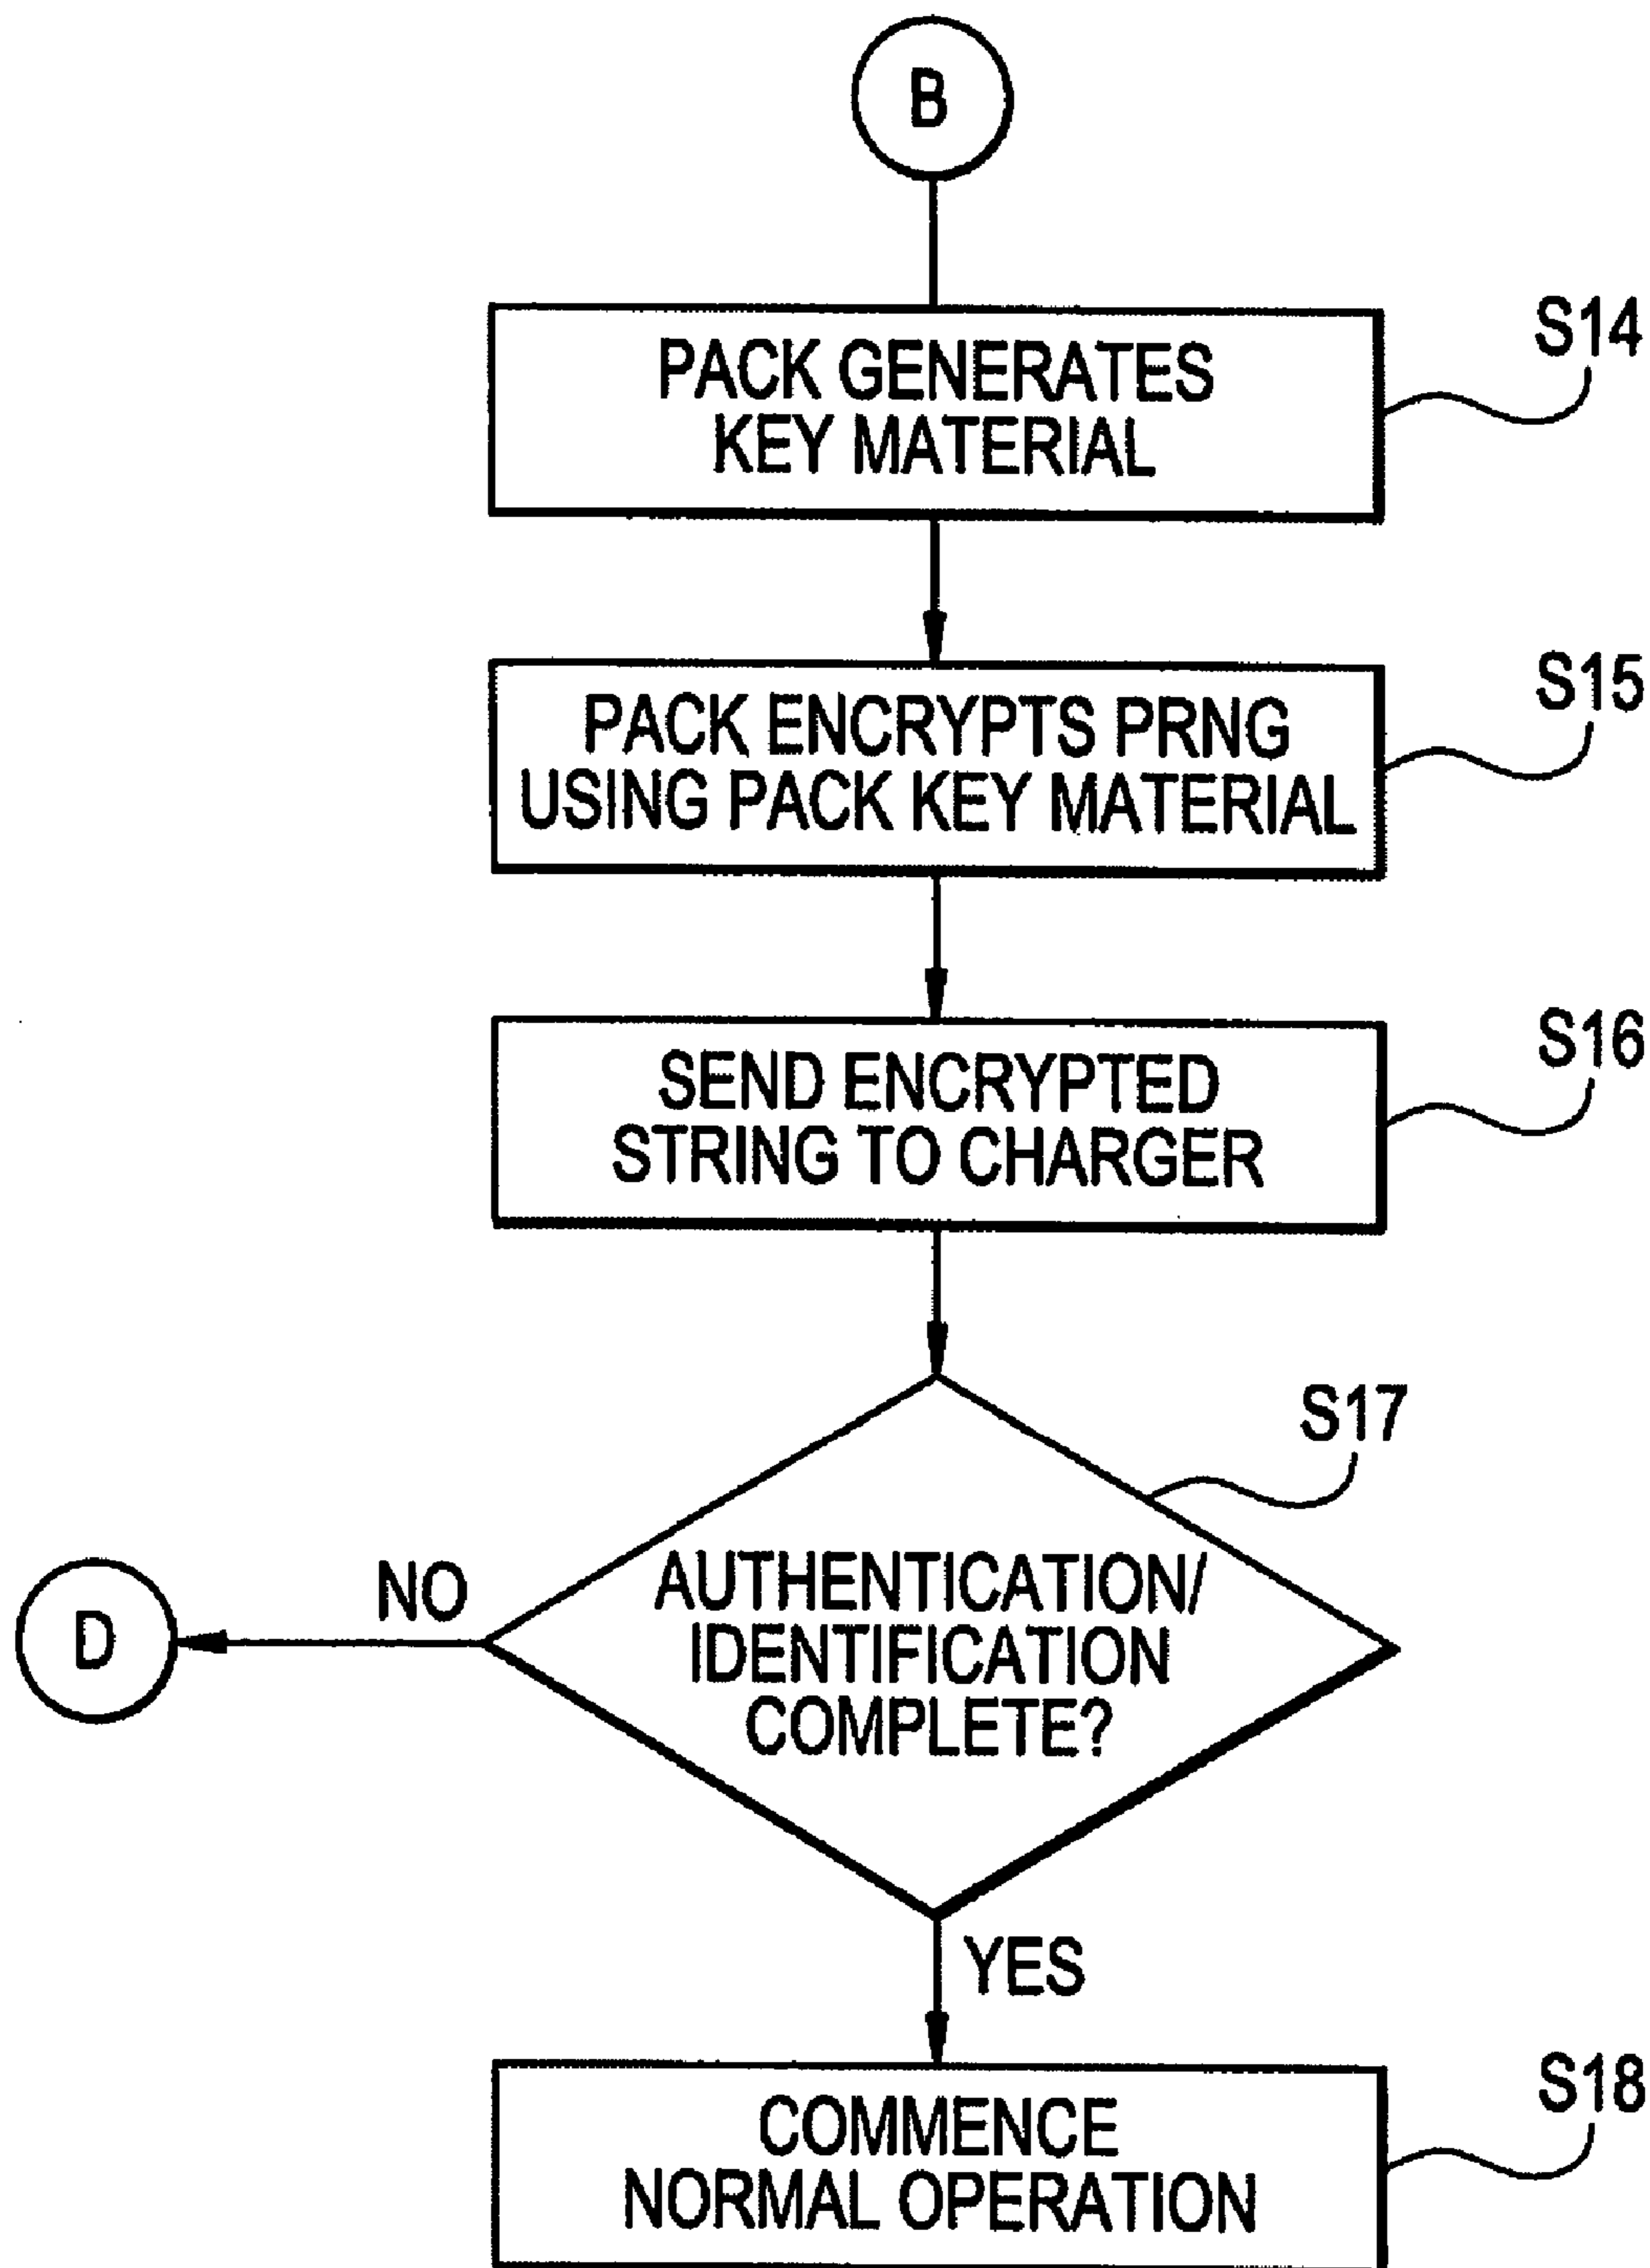 B
PACK GENERATES
KEY MATERIAL
S14
PACK ENCRYPTS PRNG
USING PACK KEY MATERIAL
S15
SEND ENCRYPTED
STRING TO CHARGER
S16
S17
AUTHENTICATION/
IDENTIFICATION
COMPLETE?
NO
D
YES
COMMENCE
NORMAL OPERATION
S18